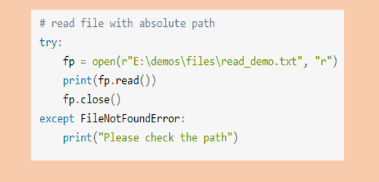 # read file with absolute path
try:
    fp = open(r"E:\demos\files\read_demo.txt", "r")
    print(fp.read())
    fp.close()
except FileNotFoundError:
    print("Please check the path")